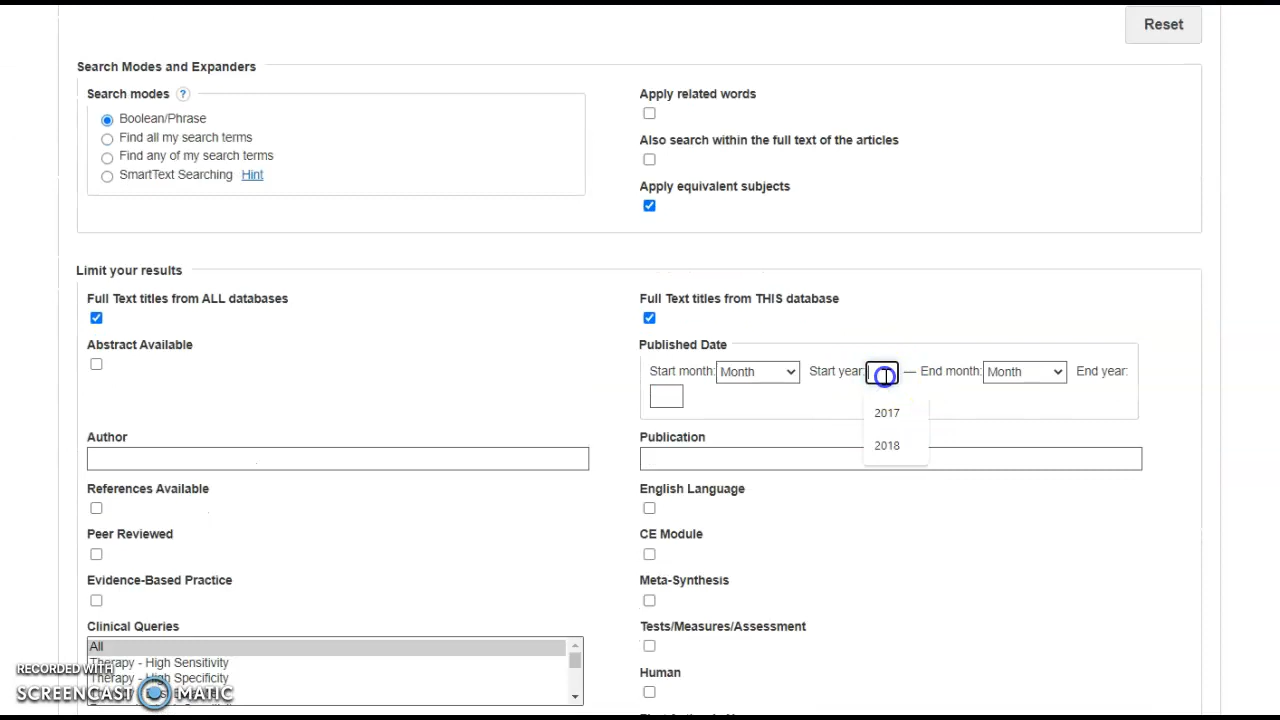 Reset
Search Modes and Expanders
Search modes ?
Boolean/Phrase
Find all my search terms
Find any of my search terms
SmartText Searching Hint
Apply related words
Also search within the full text of the articles
Apply equivalent subjects
Limit your results
Full Text titles from ALL databases
Full Text titles from THIS database
Abstract Available
Published Date
Start month: Month Start year: — End month: Month End year:
2017
2018
Author
Publication
References Available
English Language
Peer Reviewed
CE Module
Evidence-Based Practice
Meta-Synthesis
Clinical Queries
All
Therapy - High Sensitivity
Therapy - High Specificity
Tests/Measures/Assessment
Human
RECORDED WITH
SCREENCAST MATIC